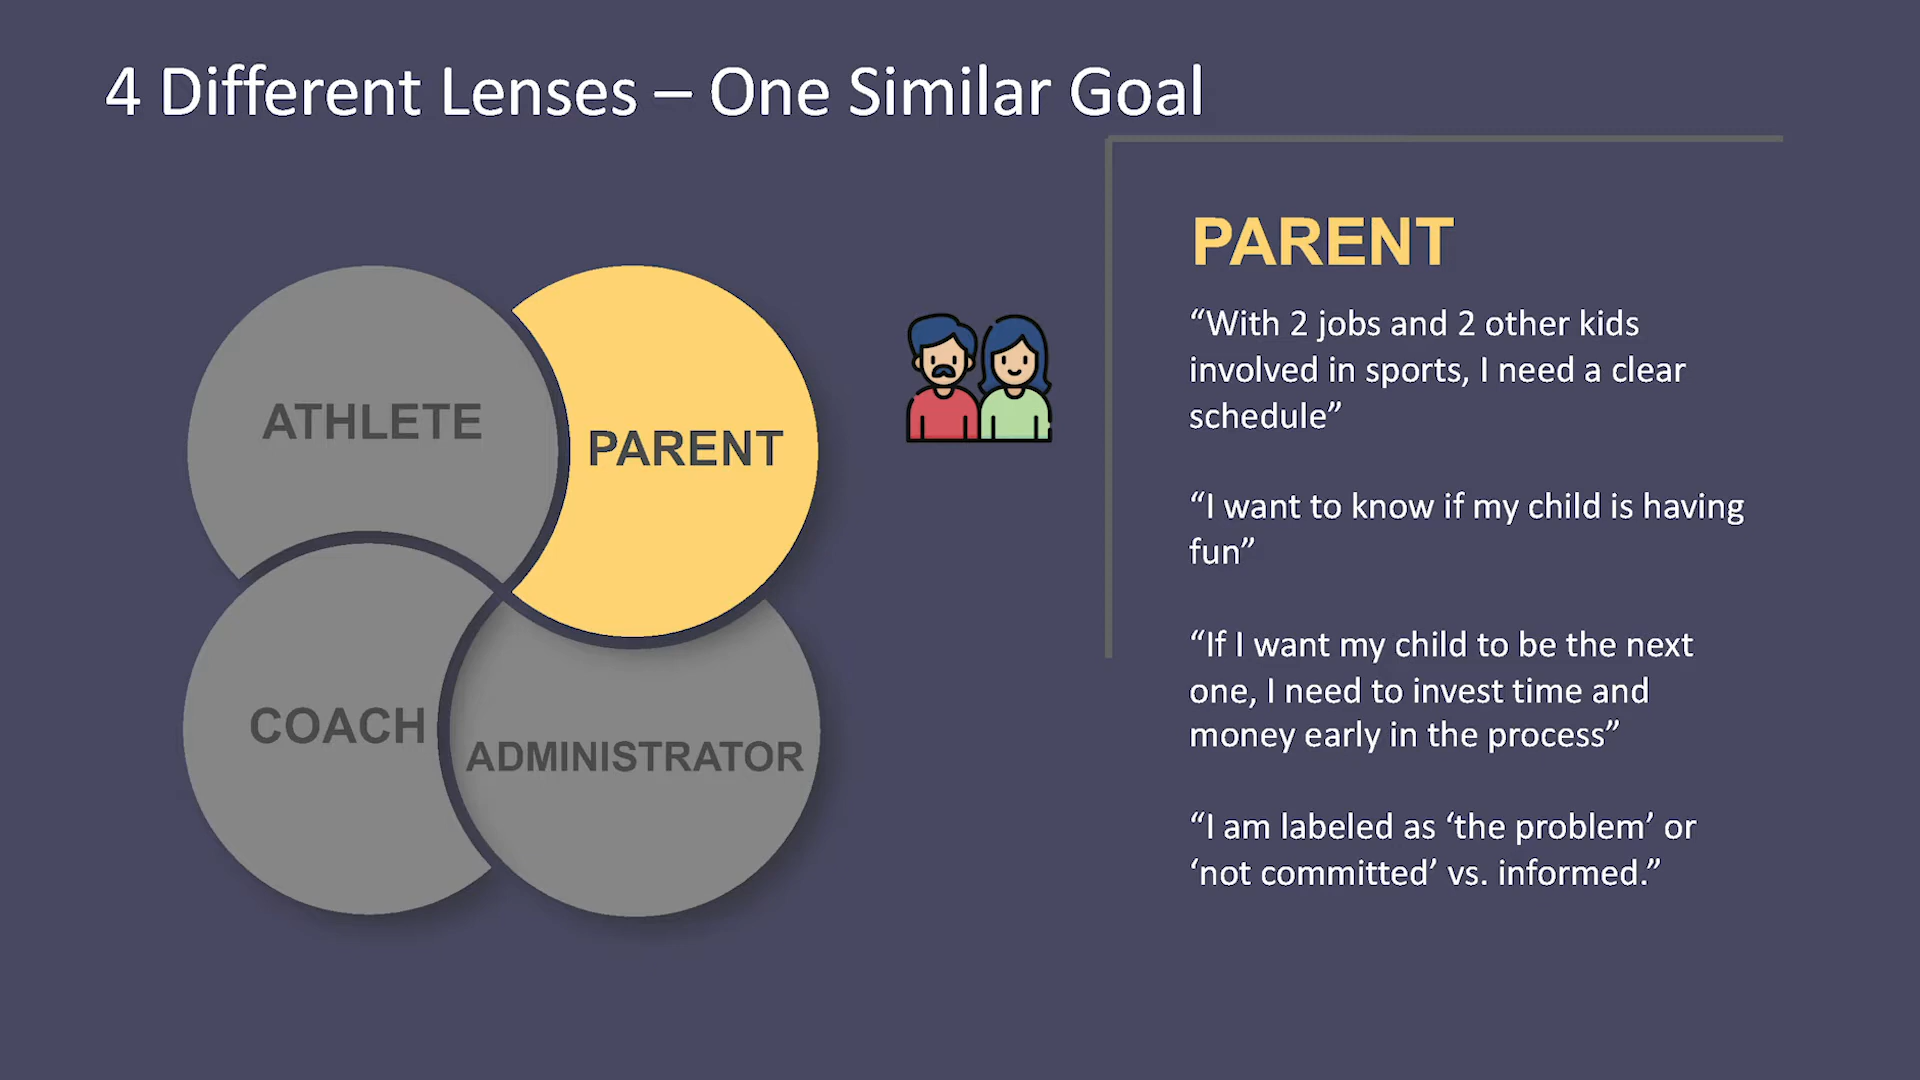 4 Different Lenses – One Similar Goal
ATHLETE
PARENT
COACH
ADMINISTRATOR
PARENT
“With 2 jobs and 2 other kids
involved in sports, I need a clear
schedule”
“I want to know if my child is having
fun”
“If I want my child to be the next
one, I need to invest time and
money early in the process”
“I am labeled as ‘the problem’ or
‘not committed’ vs. informed.”